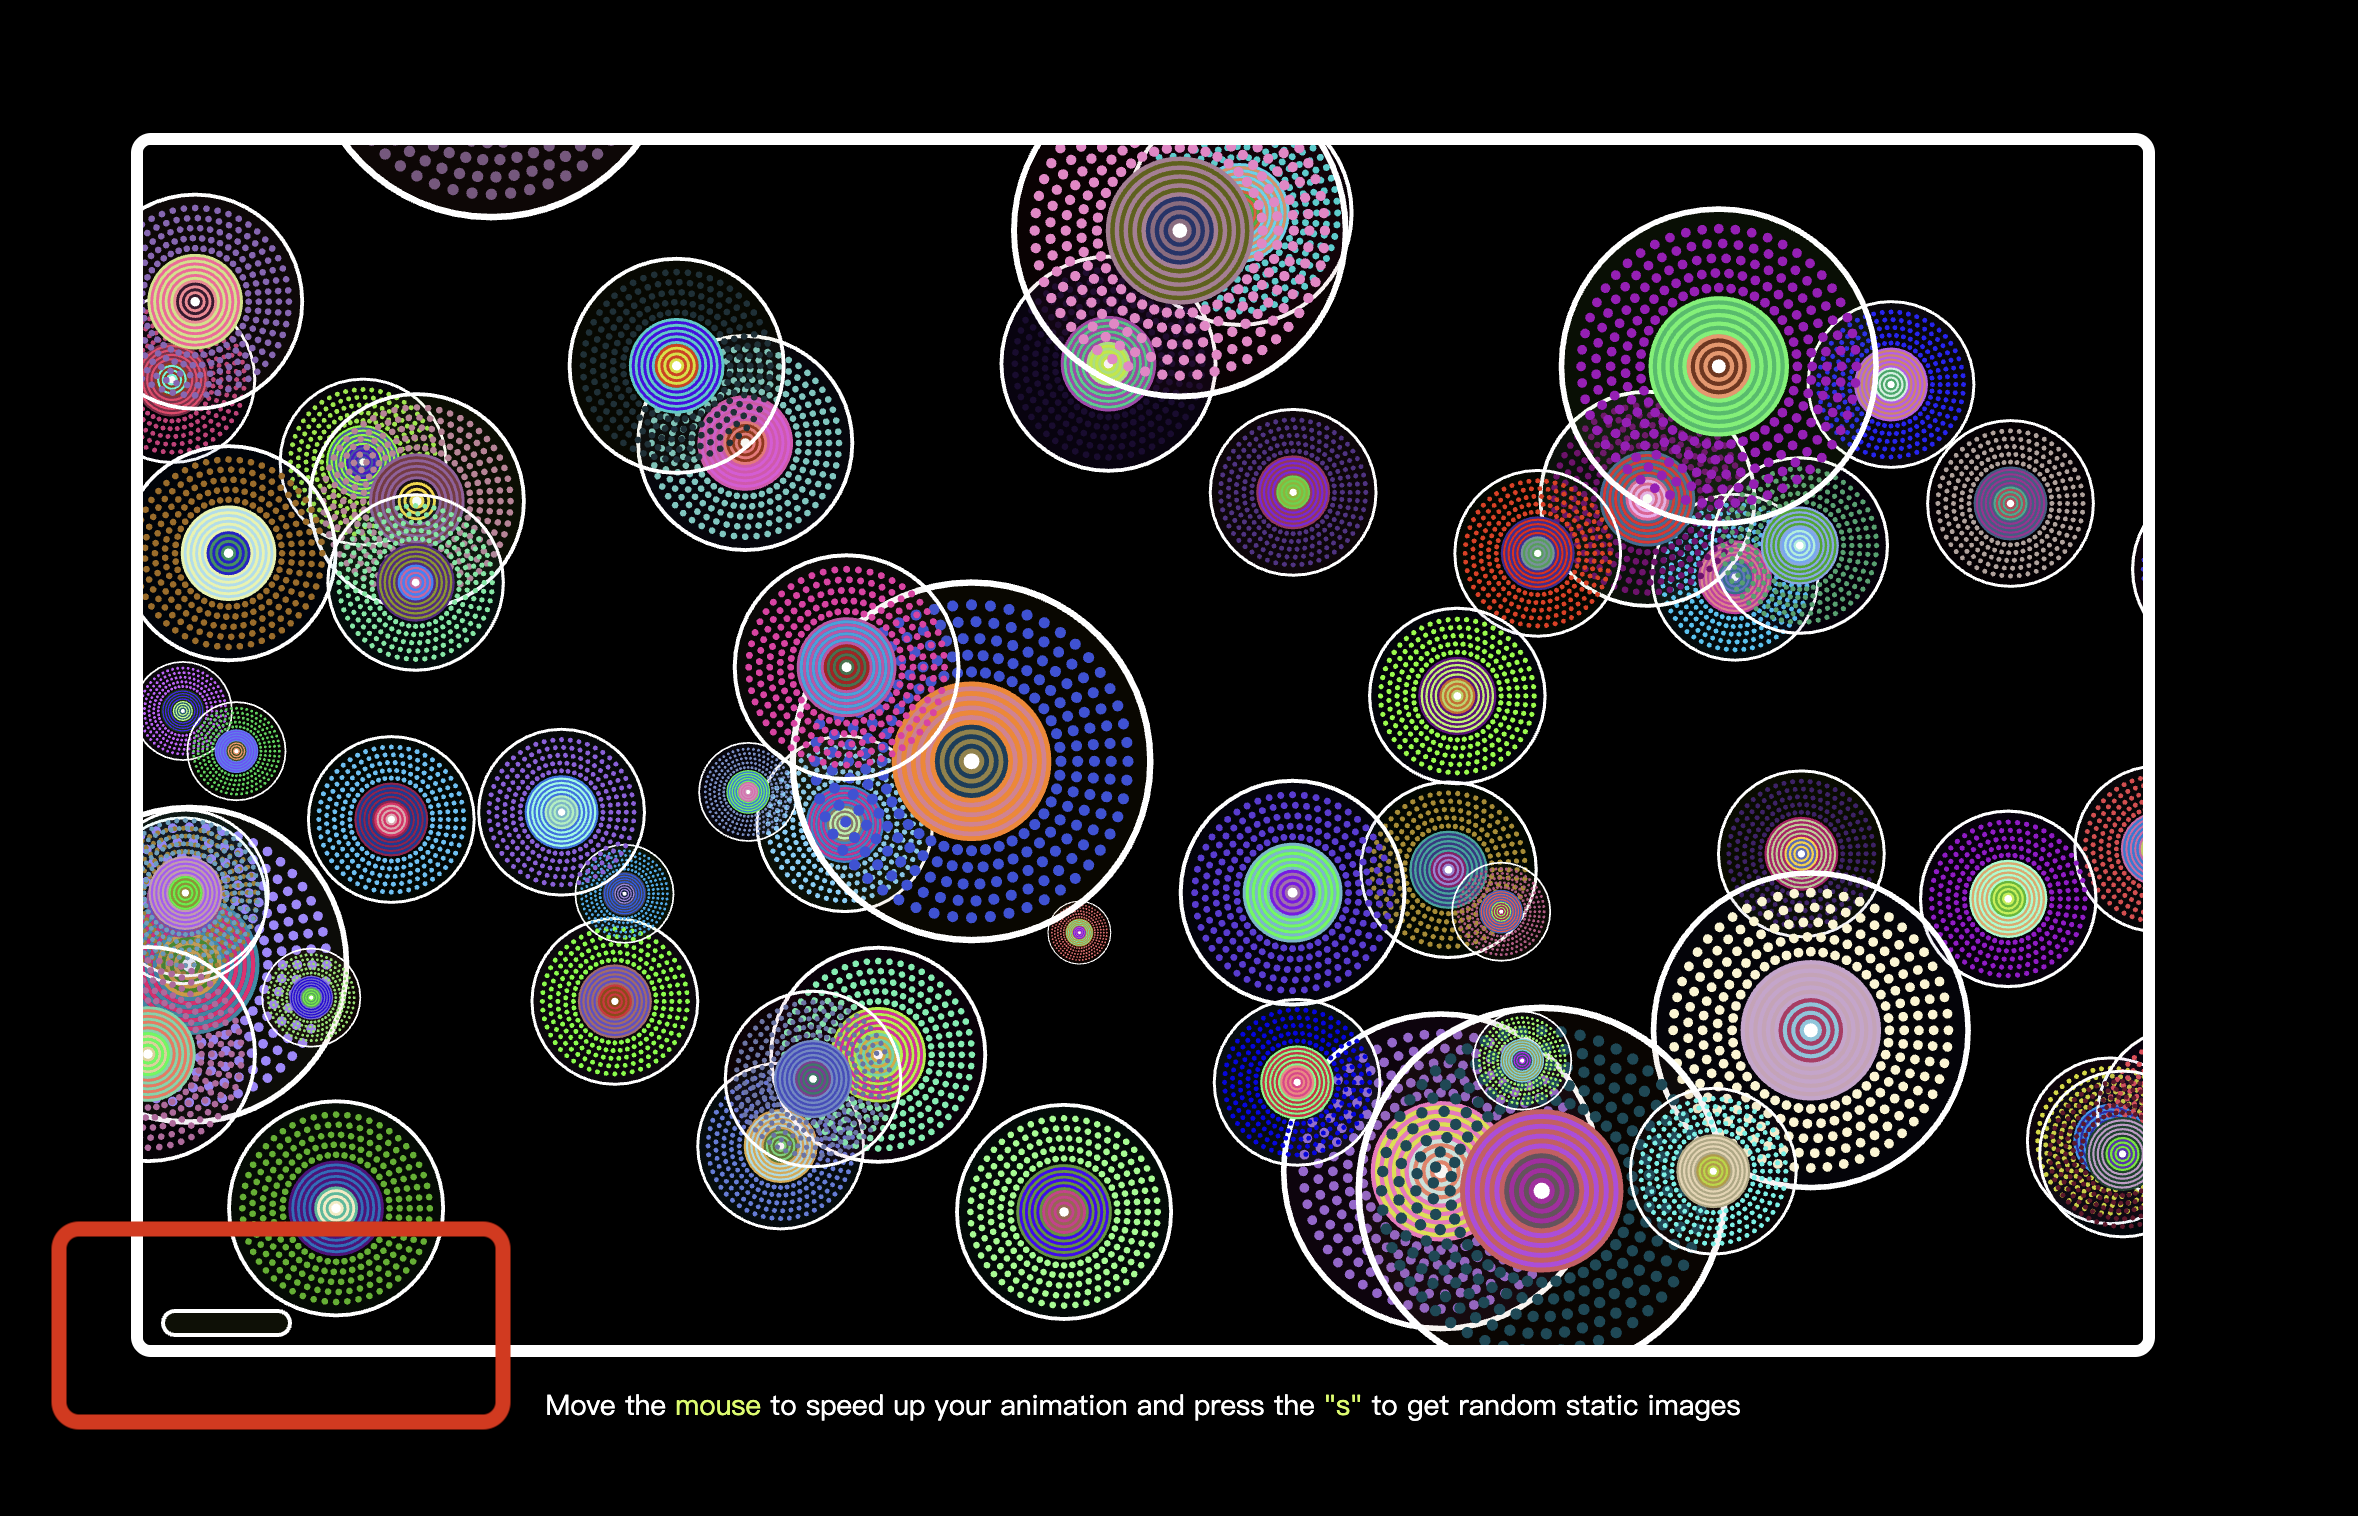 Move the mouse to speed up your animation and press the "s" to get random static images